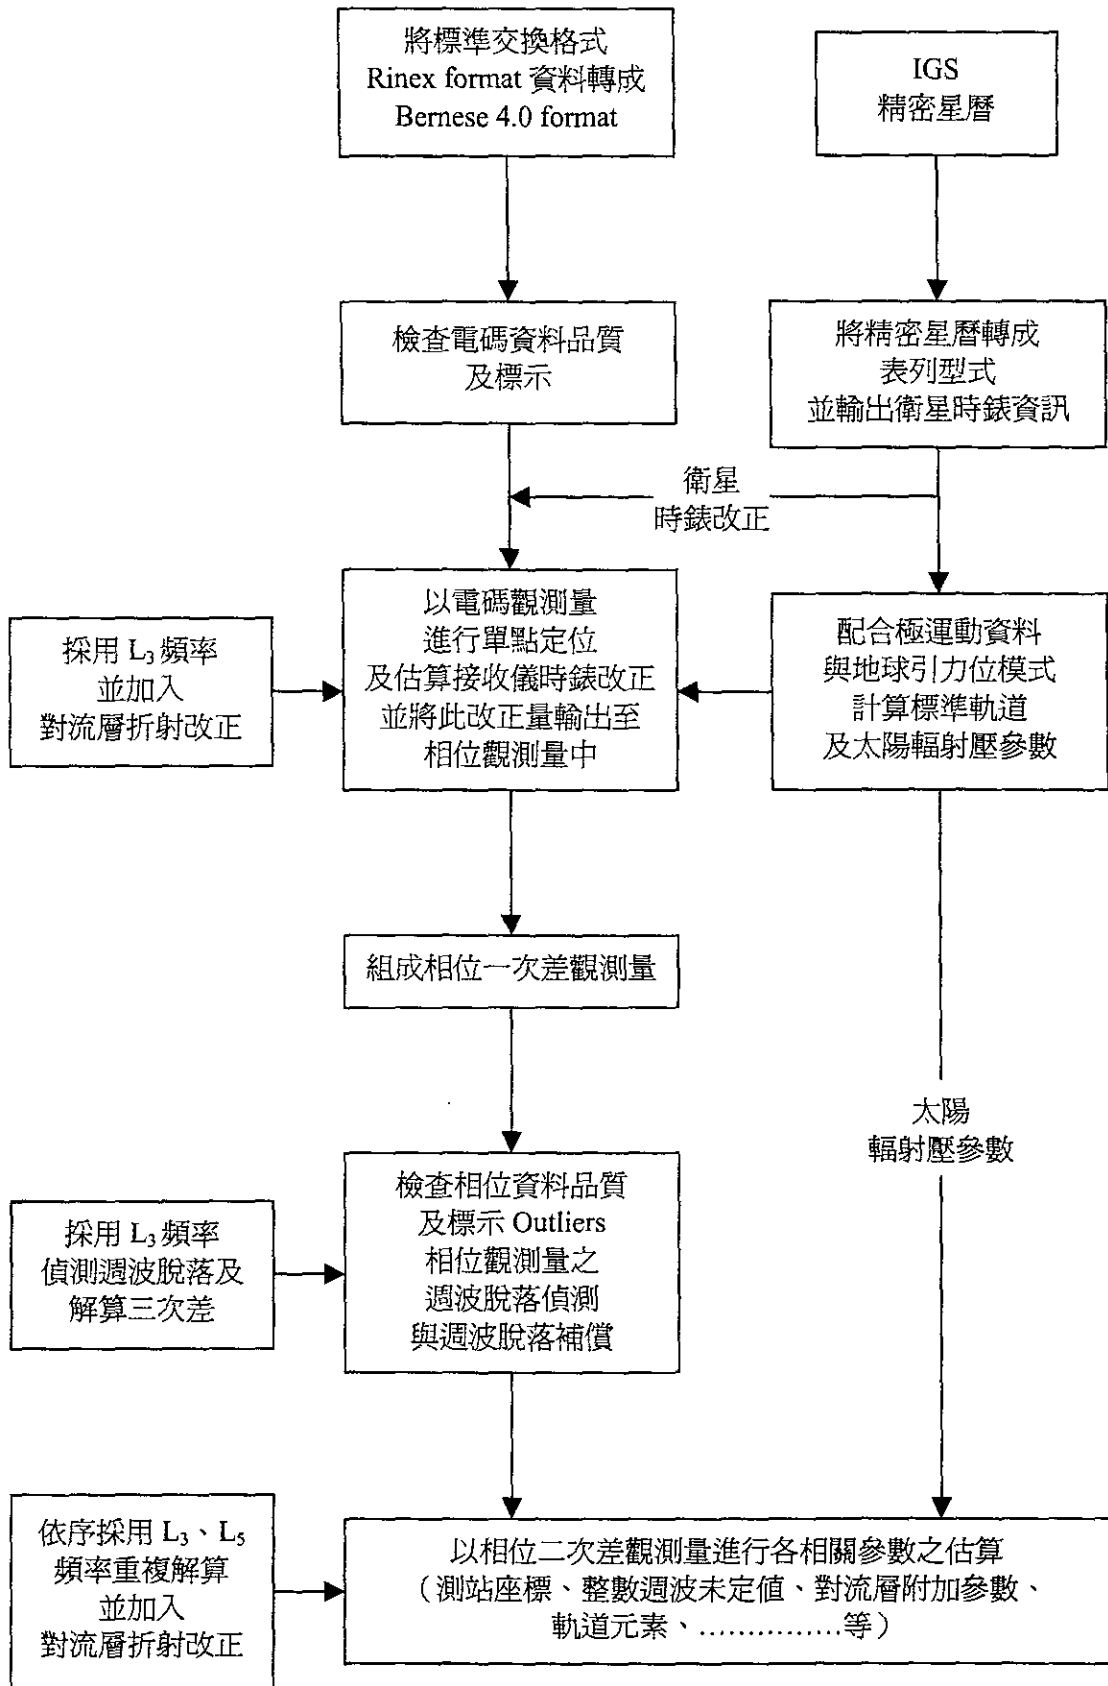 將標準交換格式
Rinex format 資料轉成
Bernese 4.0 format
IGS
精密星曆
檢查電碼資料品質
及標示
將精密星曆轉成
表列型式
並輸出衛星時錶資訊
衛星
時錶改正
採用 L₃ 頻率
並加入
對流層折射改正
以電碼觀測量
進行單點定位
及估算接收儀時錶改正
並將此改正量輸出至
相位觀測量中
配合極運動資料
與地球引力位模式
計算標準軌道
及太陽輻射壓參數
組成相位一次差觀測量
太陽
輻射壓參數
採用 L₃ 頻率
偵測週波脫落及
解算三次差
檢查相位資料品質
及標示 Outliers
相位觀測量之
週波脫落偵測
與週波脫落補償
依序採用 L₃、L₅
頻率重複解算
並加入
對流層折射改正
以相位二次差觀測量進行各相關參數之估算
（測站座標、整數週波未定值、對流層附加參數、
軌道元素、……………等）